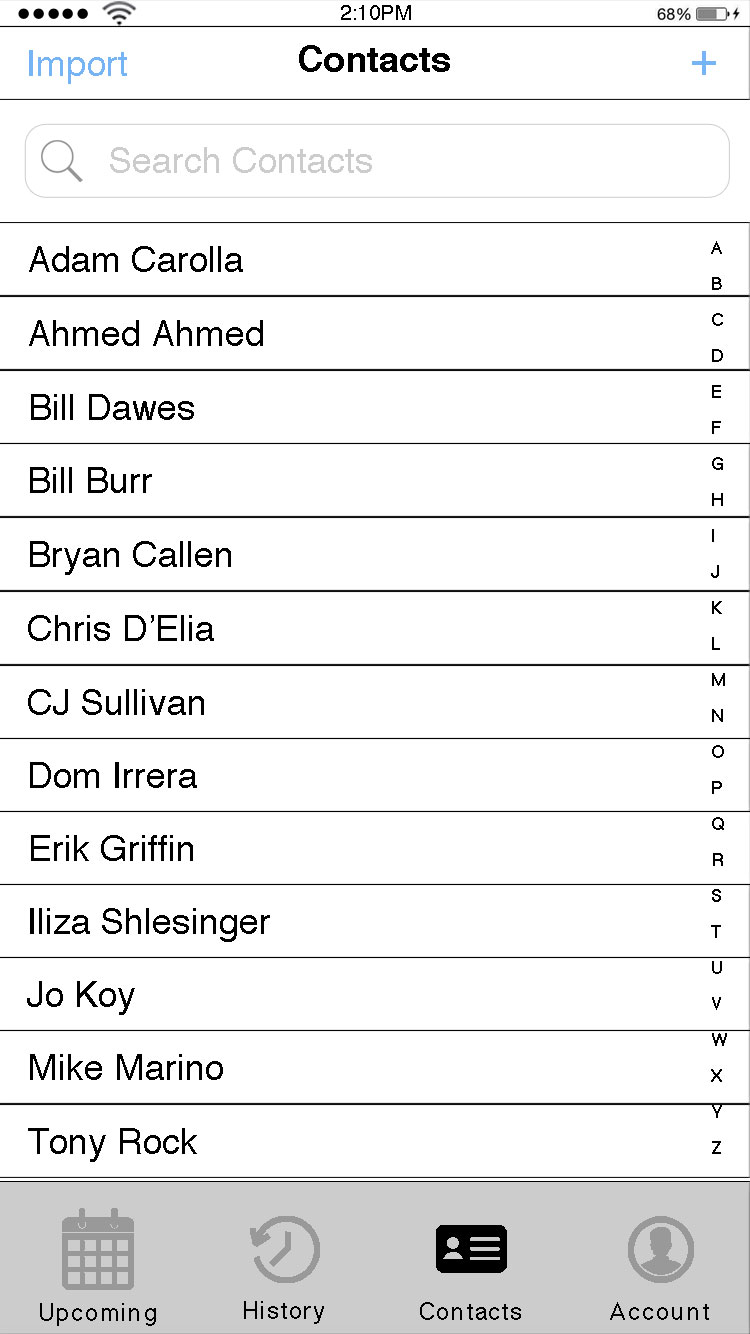 2:10PM 68%
Import Contacts +
Search Contacts
Adam Carolla
Ahmed Ahmed
Bill Dawes
Bill Burr
Bryan Callen
Chris D’Elia
CJ Sullivan
Dom Irrera
Erik Griffin
Iliza Shlesinger
Jo Koy
Mike Marino
Tony Rock
A
B
C
D
E
F
G
H
I
J
K
L
M
N
O
P
Q
R
S
T
U
V
W
X
Y
Z
Upcoming History Contacts Account